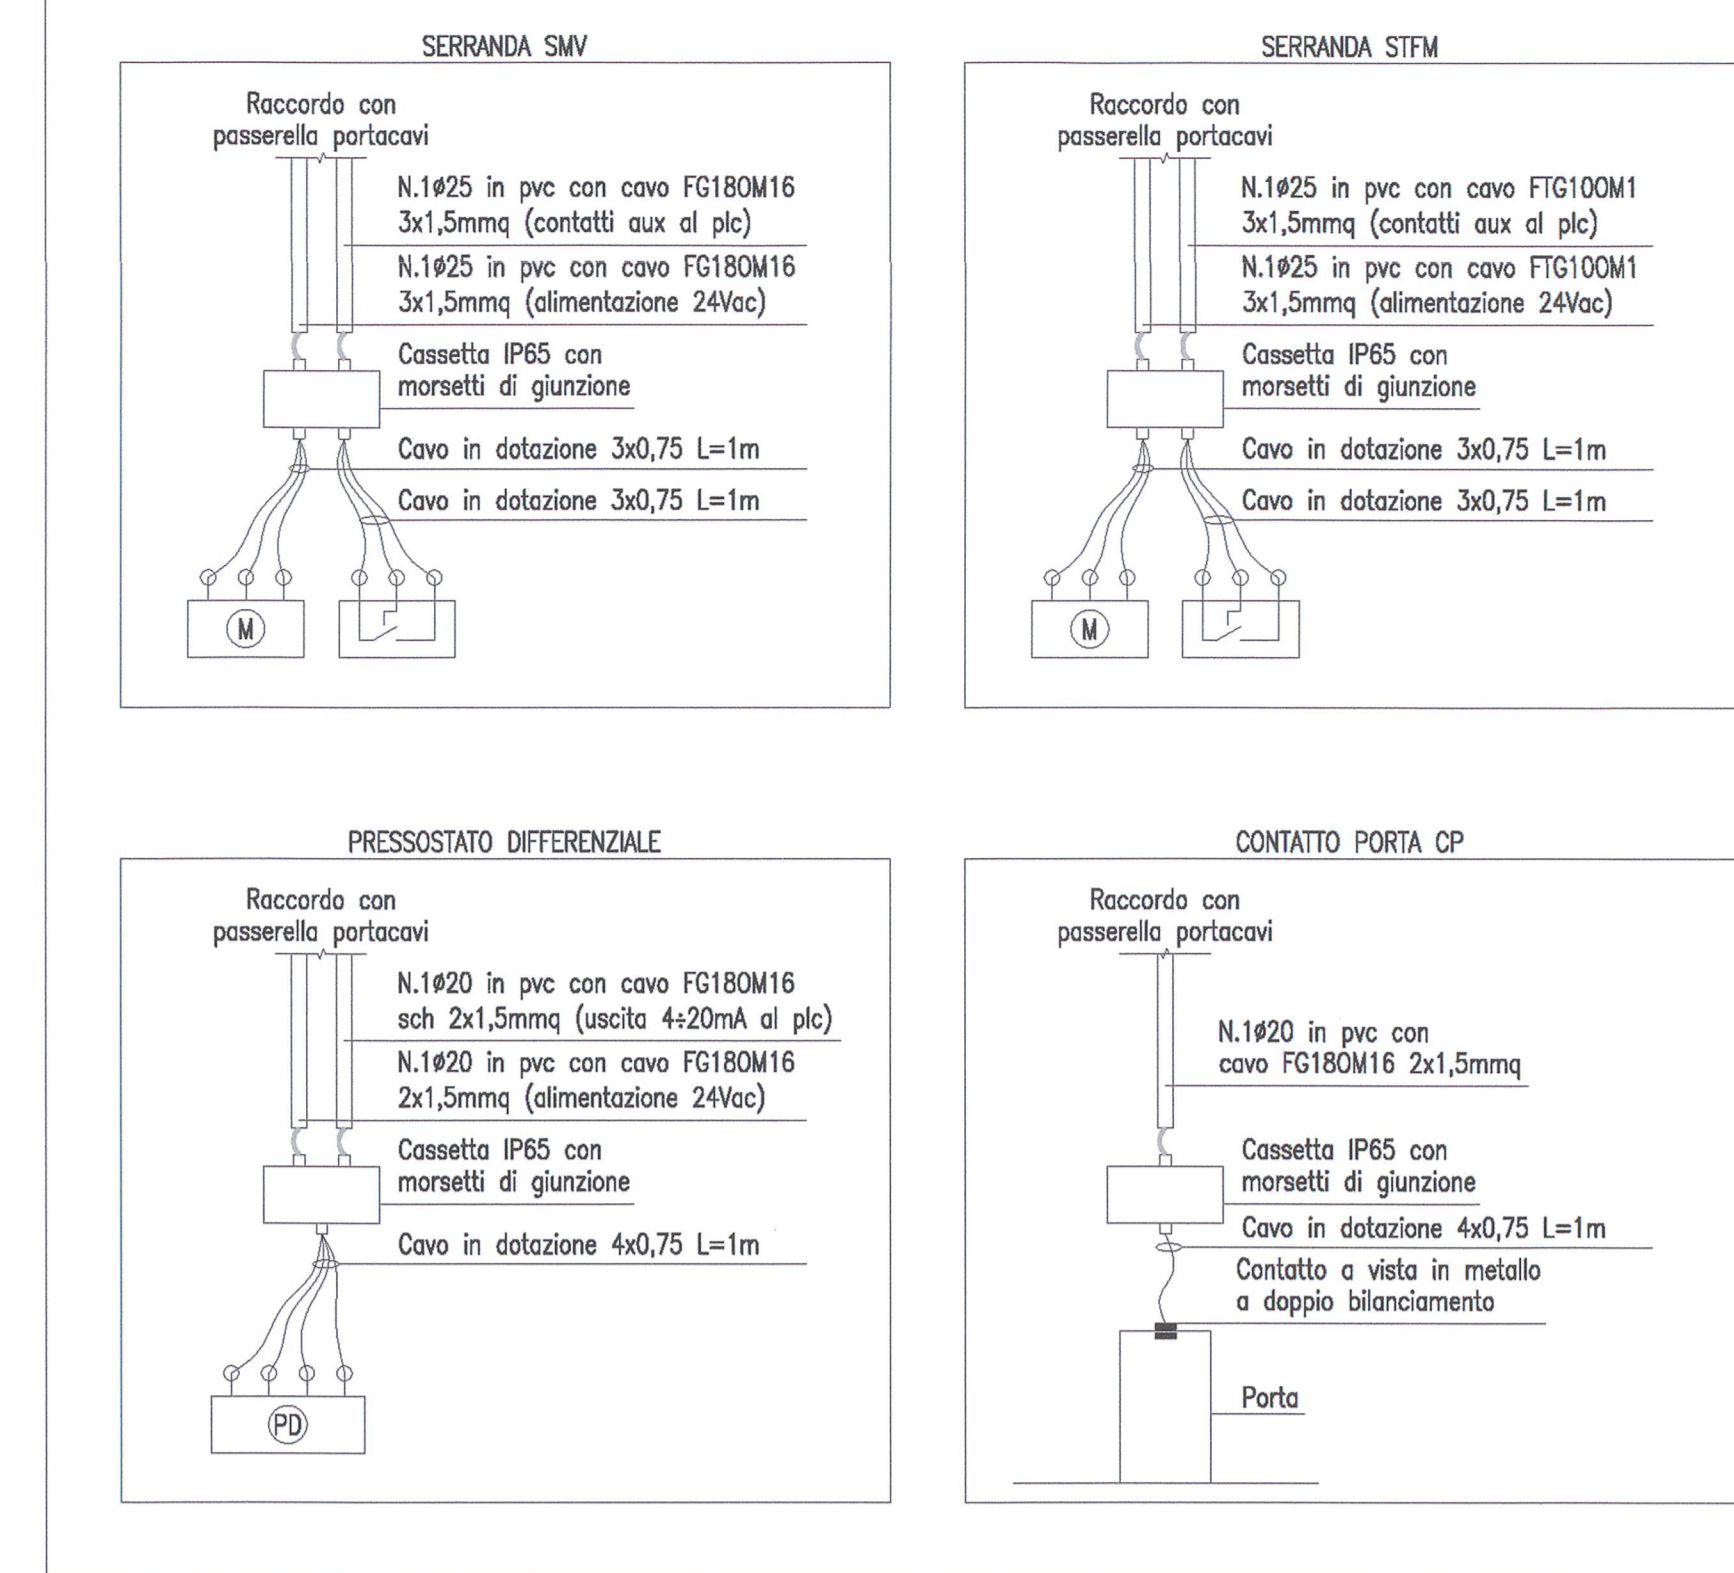 SERRANDA SMV
Raccordo con
passerella portacavi
N.1ø25 in pvc con cavo FG18OM16
3x1,5mmq (contatti aux al plc)
N.1ø25 in pvc con cavo FG18OM16
3x1,5mmq (alimentazione 24Vac)
Cassetta IP65 con
morsetti di giunzione
Cavo in dotazione 3x0,75 L=1m
Cavo in dotazione 3x0,75 L=1m
M
SERRANDA STFM
Raccordo con
passerella portacavi
N.1ø25 in pvc con cavo FTG10OM1
3x1,5mmq (contatti aux al plc)
N.1ø25 in pvc con cavo FTG10OM1
3x1,5mmq (alimentazione 24Vac)
Cassetta IP65 con
morsetti di giunzione
Cavo in dotazione 3x0,75 L=1m
Cavo in dotazione 3x0,75 L=1m
M
PRESSOSTATO DIFFERENZIALE
Raccordo con
passerella portacavi
N.1ø20 in pvc con cavo FG18OM16
sch 2x1,5mmq (uscita 4÷20mA al plc)
N.1ø20 in pvc con cavo FG18OM16
2x1,5mmq (alimentazione 24Vac)
Cassetta IP65 con
morsetti di giunzione
Cavo in dotazione 4x0,75 L=1m
PD
CONTATTO PORTA CP
Raccordo con
passerella portacavi
N.1ø20 in pvc con
cavo FG18OM16 2x1,5mmq
Cassetta IP65 con
morsetti di giunzione
Cavo in dotazione 4x0,75 L=1m
Contatto a vista in metallo
a doppio bilanciamento
Porta